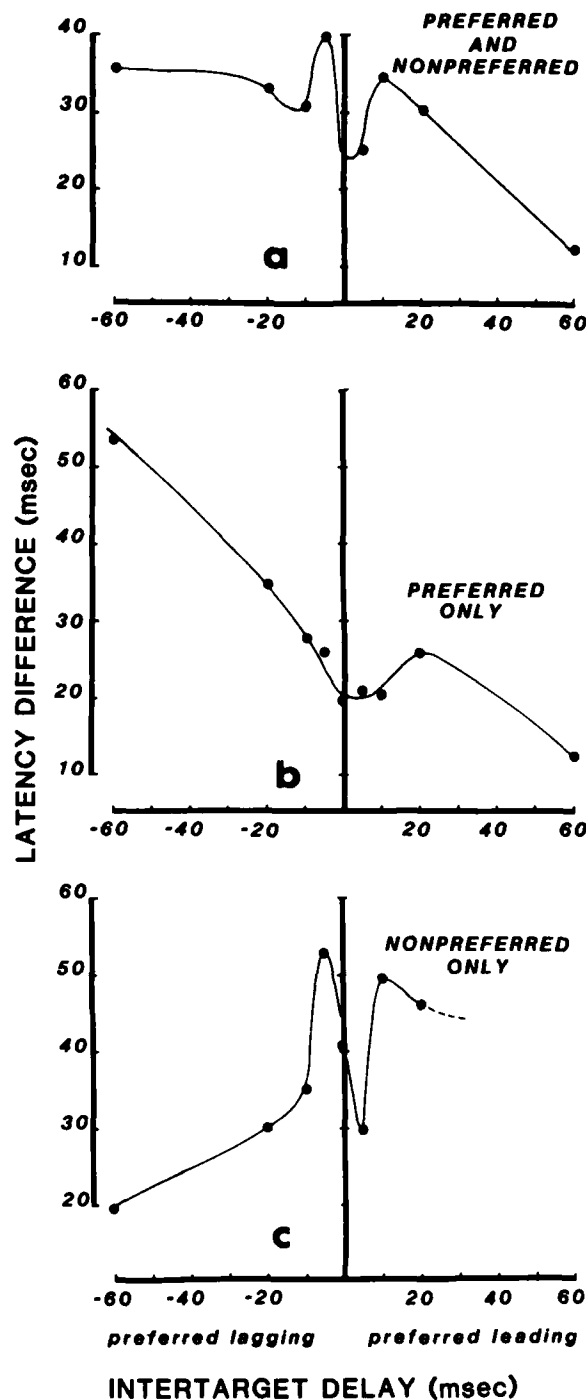 40
PREFERRED
AND
NONPREFERRED
30
20
10
a
-60 -40 -20 20 40 60
60
50
40
PREFERRED
ONLY
30
20
10
b
-60 -40 -20 20 40 60
LATENCY DIFFERENCE (msec)
60
NONPREFERRED
ONLY
50
40
30
20
c
-60 -40 -20 20 40 60
preferred lagging preferred leading
INTERTARGET DELAY (msec)